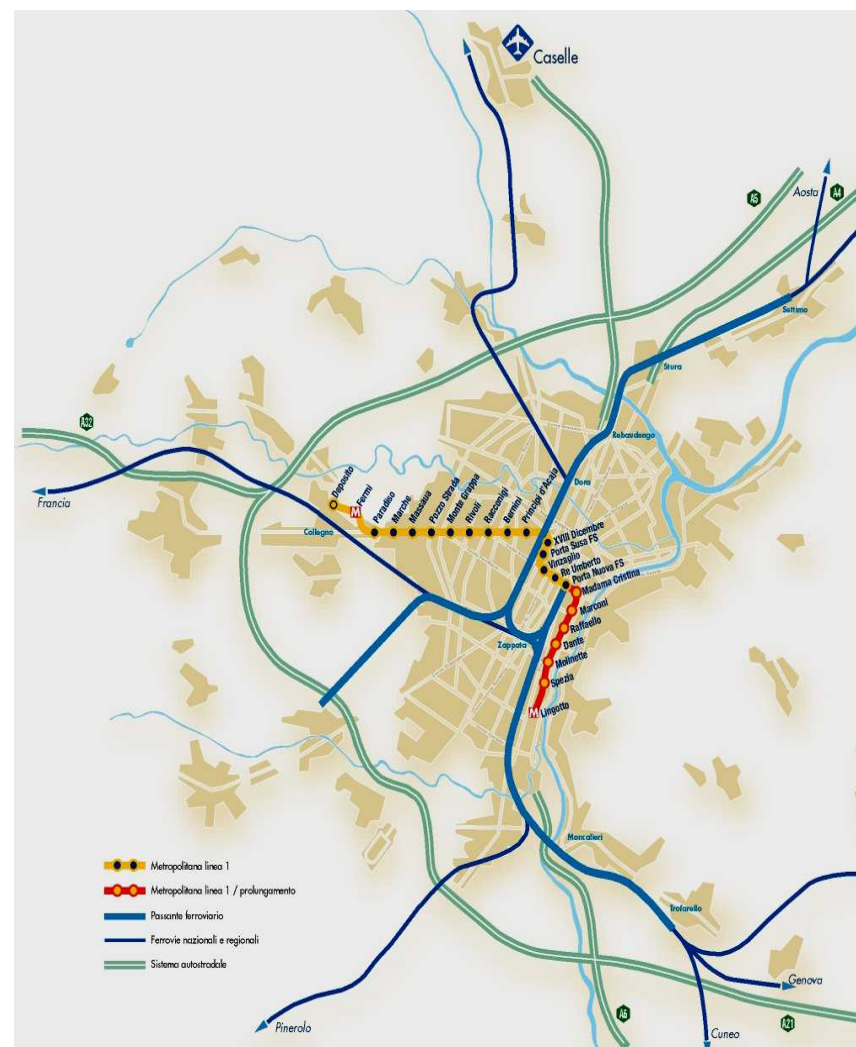 Caselle
Aosta
A5
A4
Settimo
Stura
Rebaudengo
Dora
A32
Francia
Deposito
M
Fermi
Paradiso
Marche
Massaua
Pozzo Strada
Monte Grappa
Rivoli
Racconigi
Bernini
Principi d'Acaja
Collegno
XVIII Dicembre
Porta Susa FS
Vinzaglio
Re Umberto
Porta Nuova FS
Madama Cristina
Marconi
Raffaello
Dante
Zappata
Molinette
Spezia
M
Lingotto
Moncalieri
Trofarello
Metropolitana linea 1
Metropolitana linea 1 / prolungamento
Passante ferroviario
Ferrovie nazionali e regionali
Sistema autostradale
Genova
Pinerolo
A6
A21
Cuneo